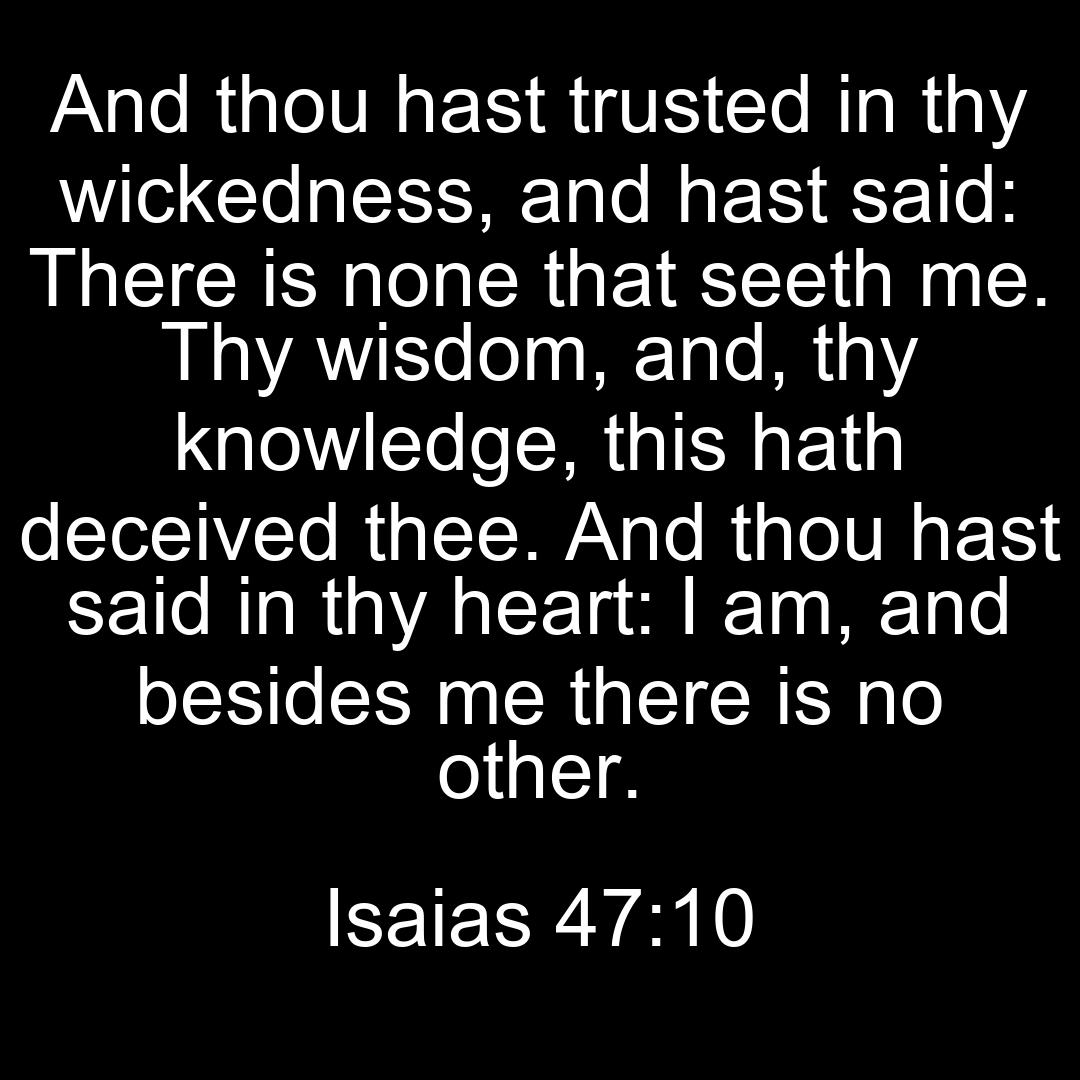 And thou hast trusted in thy
wickedness, and hast said:
There is none that seeth me.
Thy wisdom, and, thy
knowledge, this hath
deceived thee. And thou hast
said in thy heart: I am, and
besides me there is no
other.
Isaias 47:10